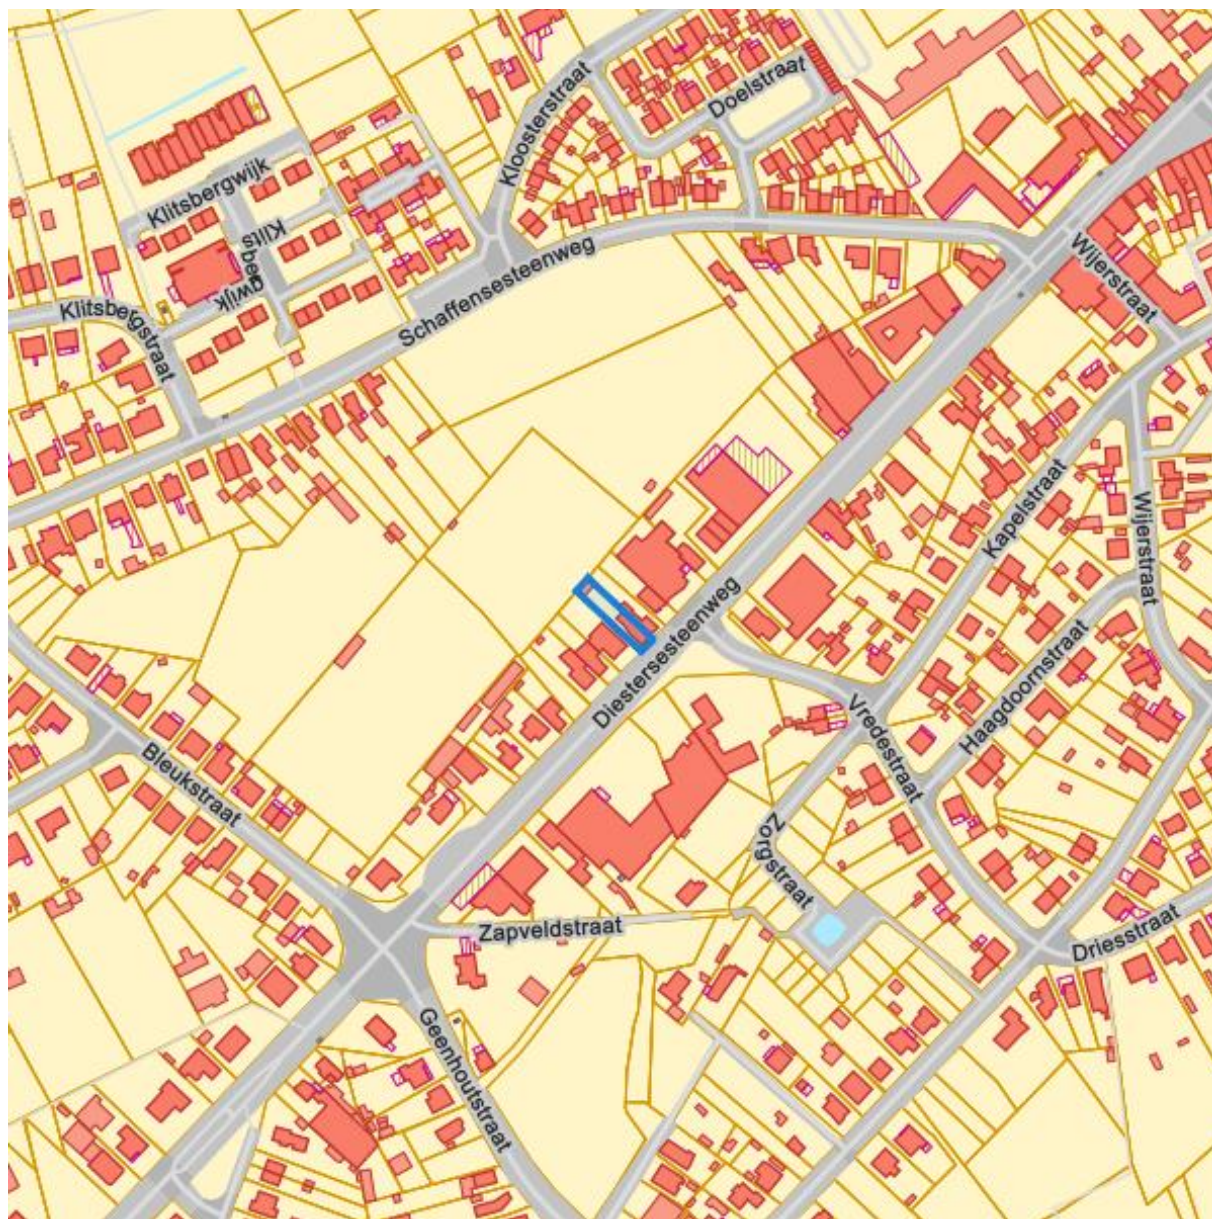 Kloosterstraat
Doelstraat
Klitsbergwijk
Klits
bergwijk
Klitsbergstraat
Schaffensesteenweg
Wijerstraat
Kapelstraat
Wijerstraat
Diestersesteenweg
Haagdoornstraat
Vredestraat
Bleukstraat
Zorgstraat
Zapveldstraat
Driesstraat
Geenhoutstraat